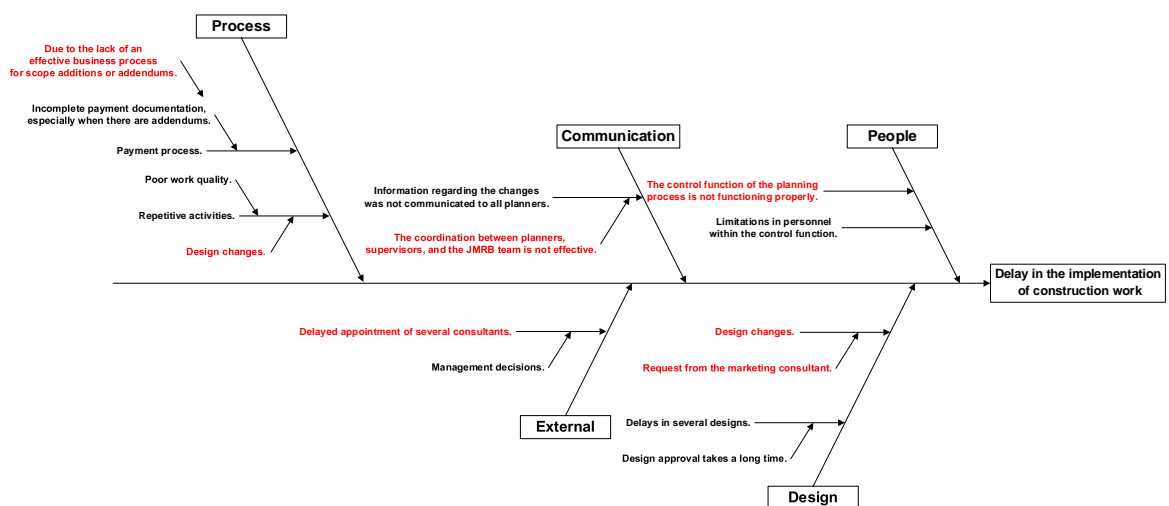 Process
Due to the lack of an
effective business process
for scope additions or addendums.
Incomplete payment documentation,
especially when there are addendums.
Payment process.
Poor work quality.
Repetitive activities.
Design changes.
Communication
Information regarding the changes
was not communicated to all planners.
The coordination between planners,
supervisors, and the JMRB team is not effective.
People
The control function of the planning
process is not functioning properly.
Limitations in personnel
within the control function.
Delay in the implementation
of construction work
Delayed appointment of several consultants.
Management decisions.
External
Design changes.
Request from the marketing consultant.
Delays in several designs.
Design approval takes a long time.
Design